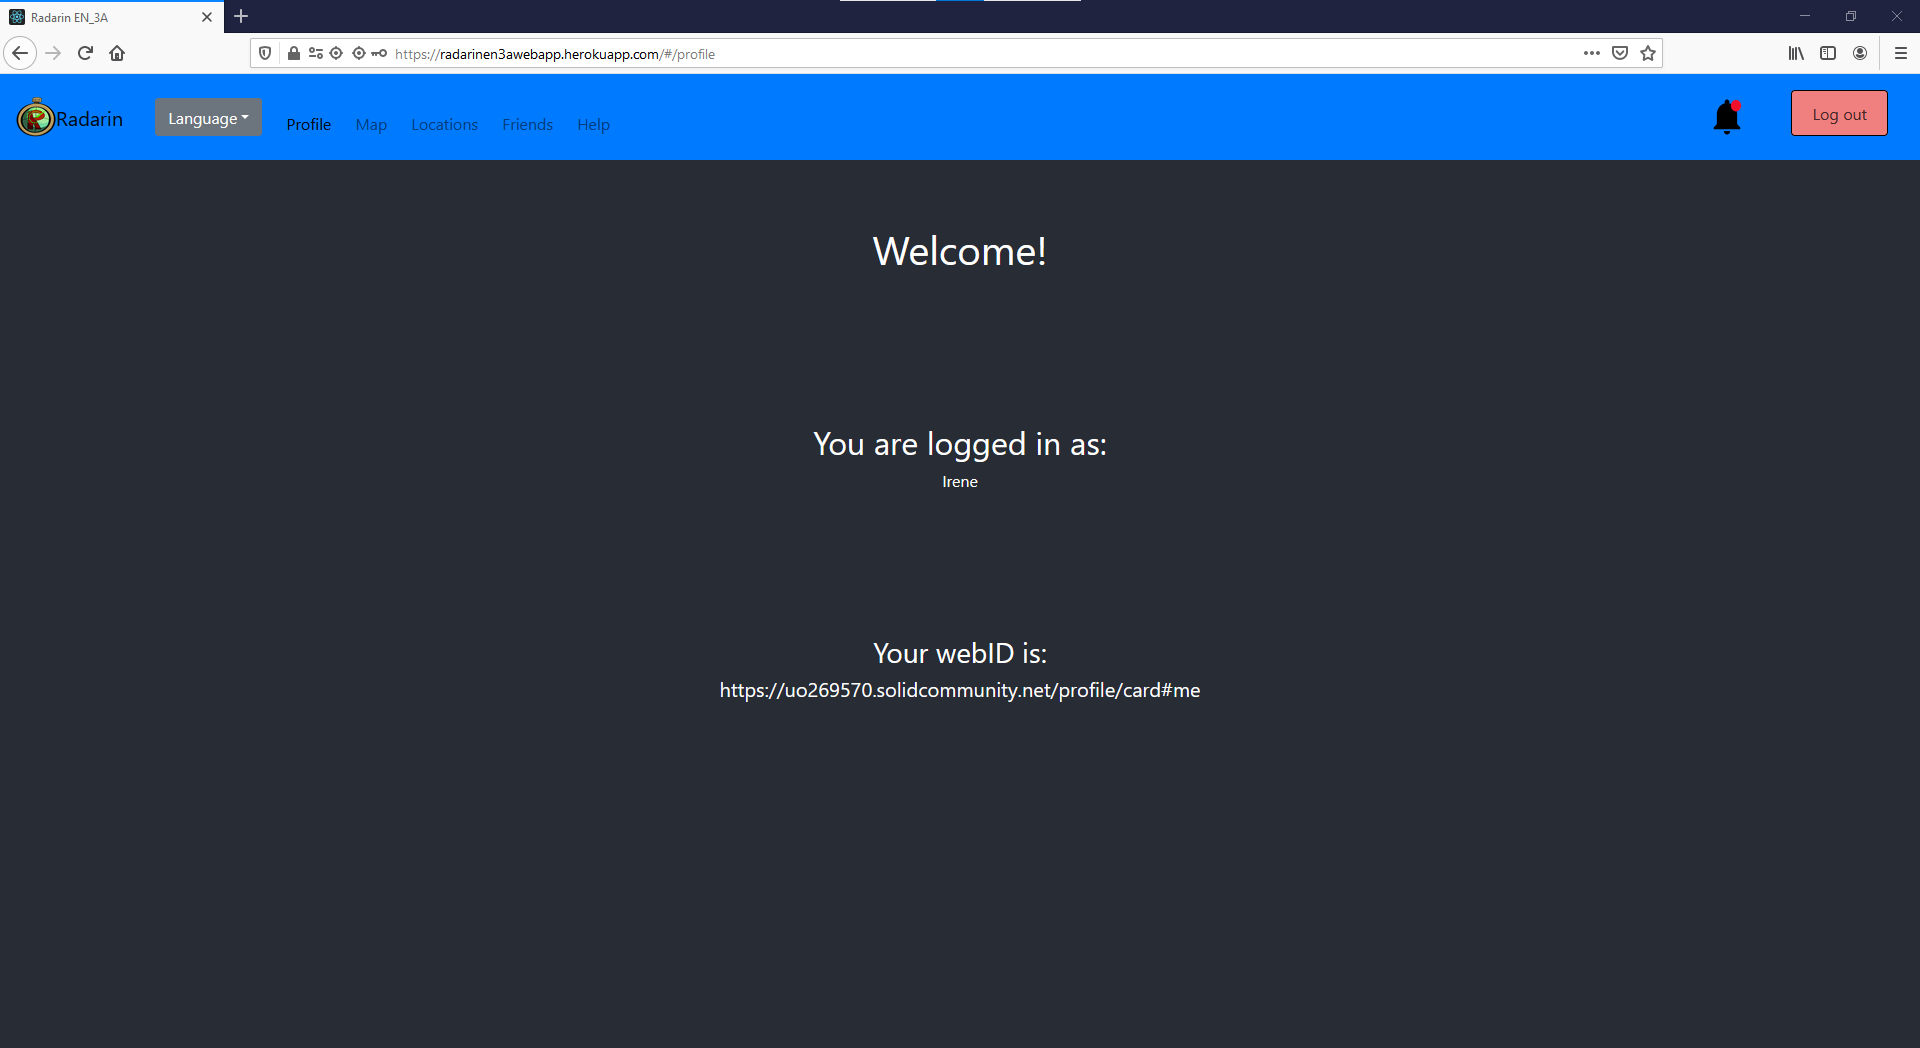 Radarin EN_3A
https://radarinen3awebapp.herokuapp.com/#/profile
Radarin
Language
Profile
Map
Locations
Friends
Help
Log out
Welcome!
You are logged in as:
Irene
Your webID is:
https://uo269570.solidcommunity.net/profile/card#me